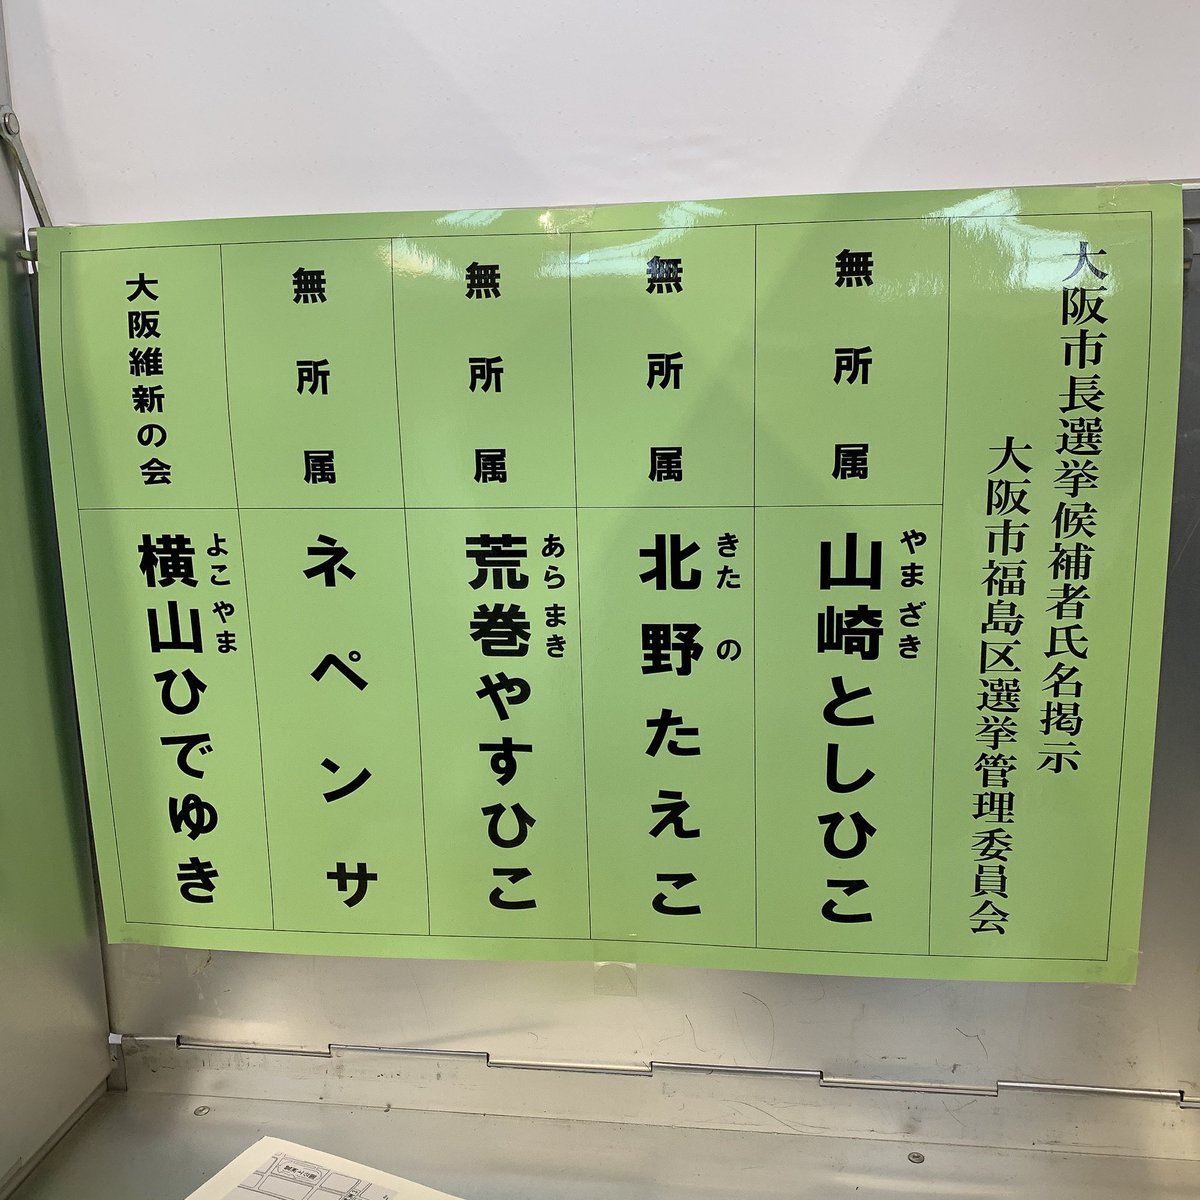 大阪市長選挙候補者氏名掲示
大阪市福島区選挙管理委員会
無所属
やまざき
山崎としひこ
無所属
きたの
北野たえこ
無所属
あらまき
荒巻やすひこ
無所属
ネペンサ
大阪維新の会
よこやま
横山ひでゆき